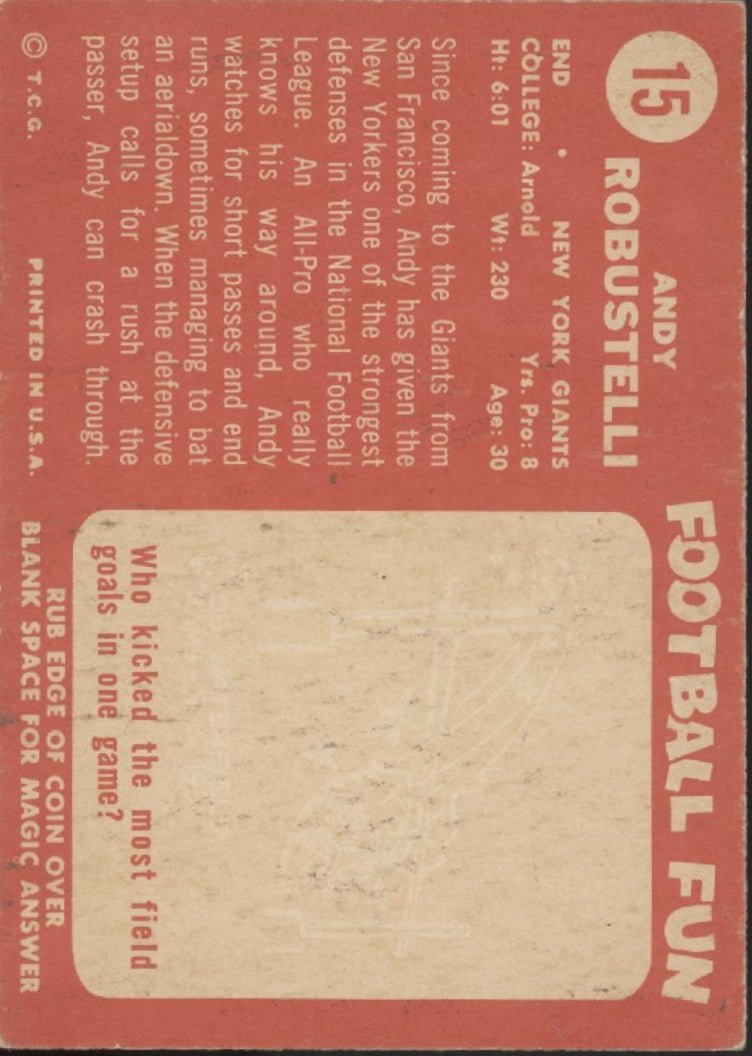 15
ANDY
ROBUSTELLI
END • NEW YORK GIANTS
COLLEGE: Arnold Yrs. Pro: 8
Ht: 6:01 Wt: 230 Age: 30
Since coming to the Giants from
San Francisco, Andy has given the
New Yorkers one of the strongest
defenses in the National Football
League. An All-Pro who really
knows his way around, Andy
watches for short passes and end
runs, sometimes managing to bat
an aerialdown. When the defensive
setup calls for a rush at the
passer, Andy can crash through.
© T.C.G. PRINTED IN U.S.A.
FOOTBALL FUN
Who kicked the most field
goals in one game?
RUB EDGE OF COIN OVER
BLANK SPACE FOR MAGIC ANSWER